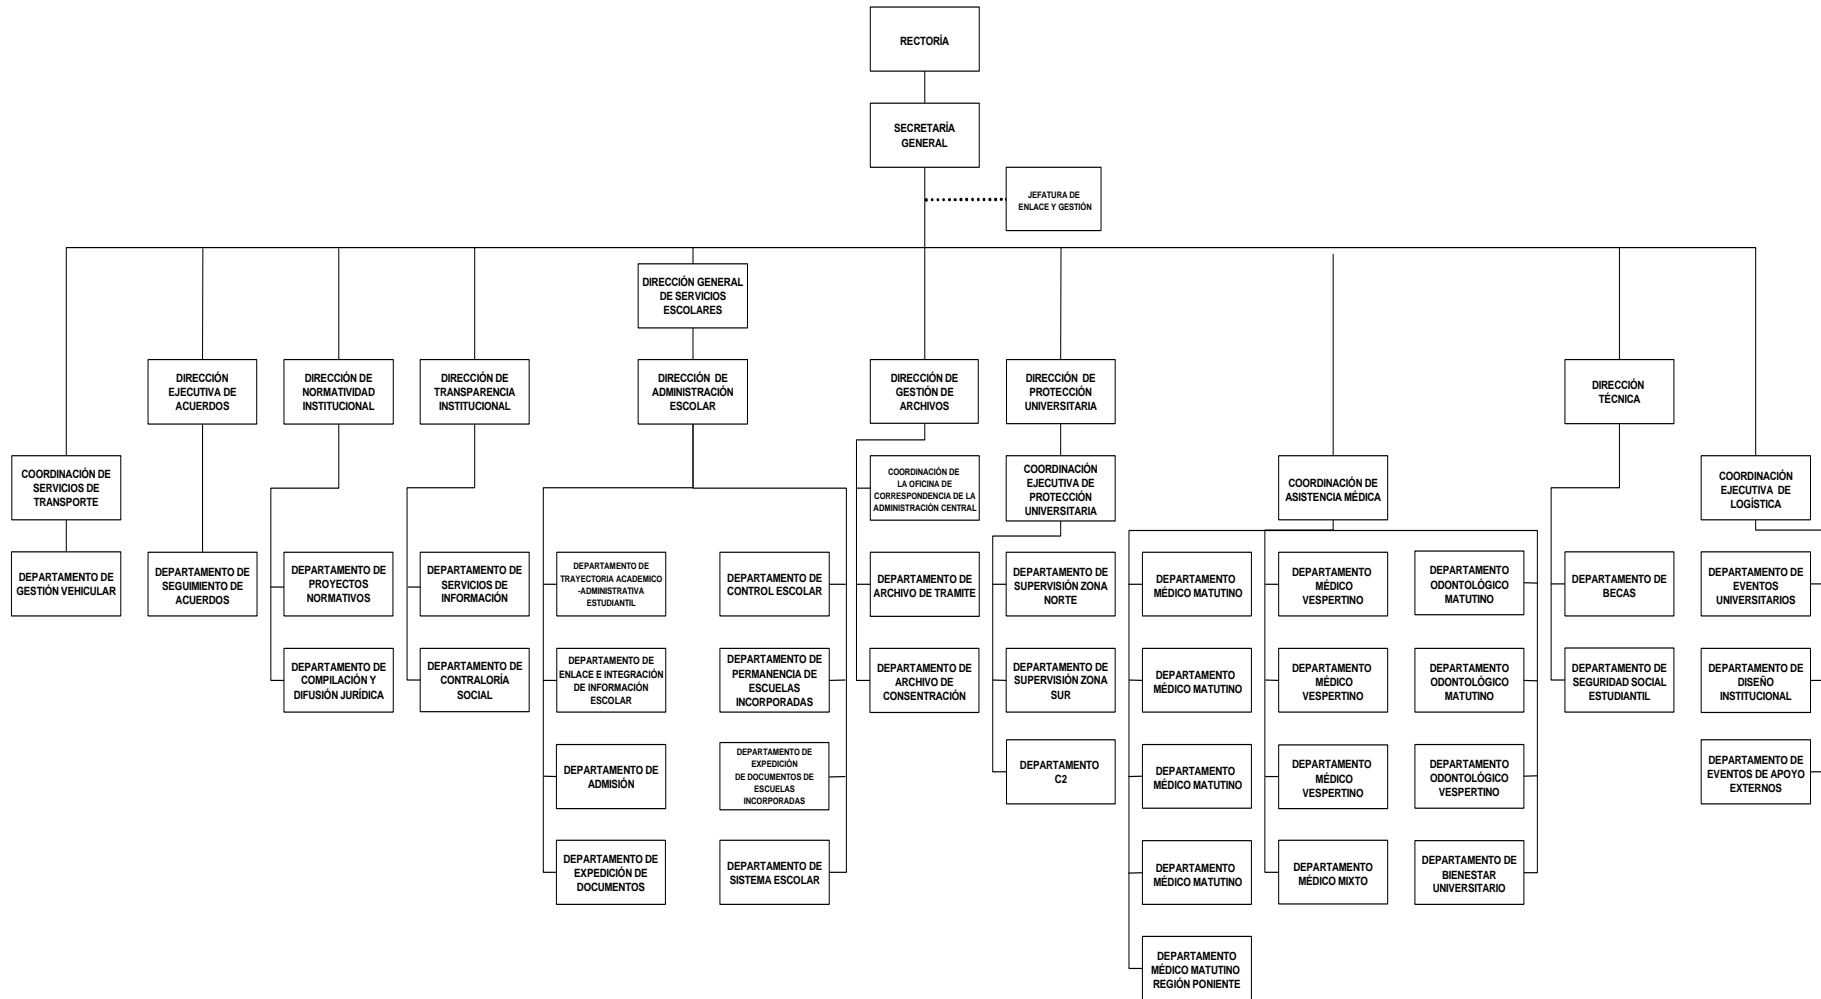 RECTORÍA
SECRETARÍA
GENERAL
JEFATURA DE
ENLACE Y GESTIÓN
DIRECCIÓN GENERAL
DE SERVICIOS
ESCOLARES
DIRECCIÓN
EJECUTIVA DE
ACUERDOS
DIRECCIÓN DE
NORMATIVIDAD
INSTITUCIONAL
DIRECCIÓN DE
TRANSPARENCIA
INSTITUCIONAL
DIRECCIÓN DE
ADMINISTRACIÓN
ESCOLAR
DIRECCIÓN DE
GESTIÓN DE
ARCHIVOS
DIRECCIÓN DE
PROTECCIÓN
UNIVERSITARIA
DIRECCIÓN
TÉCNICA
COORDINACIÓN DE
SERVICIOS DE
TRANSPORTE
COORDINACIÓN DE
LA OFICINA DE
CORRESPONDENCIA DE LA
ADMINISTRACIÓN CENTRAL
COORDINACIÓN
EJECUTIVA DE
PROTECCIÓN
UNIVERSITARIA
COORDINACIÓN DE
ASISTENCIA MÉDICA
COORDINACIÓN
EJECUTIVA DE
LOGÍSTICA
DEPARTAMENTO DE
GESTIÓN VEHICULAR
DEPARTAMENTO DE
SEGUIMIENTO DE
ACUERDOS
DEPARTAMENTO DE
PROYECTOS
NORMATIVOS
DEPARTAMENTO DE
SERVICIOS DE
INFORMACIÓN
DEPARTAMENTO DE
TRAYECTORIA ACADEMICO
-ADMINISTRATIVA
ESTUDIANTIL
DEPARTAMENTO DE
CONTROL ESCOLAR
DEPARTAMENTO DE
ARCHIVO DE TRAMITE
DEPARTAMENTO DE
SUPERVISIÓN ZONA
NORTE
DEPARTAMENTO
MÉDICO MATUTINO
DEPARTAMENTO
MÉDICO
VESPERTINO
DEPARTAMENTO
ODONTOLÓGICO
MATUTINO
DEPARTAMENTO DE
BECAS
DEPARTAMENTO DE
EVENTOS
UNIVERSITARIOS
DEPARTAMENTO DE
COMPILACIÓN Y
DIFUSIÓN JURÍDICA
DEPARTAMENTO DE
CONTRALORÍA
SOCIAL
DEPARTAMENTO DE
ENLACE E INTEGRACIÓN
DE INFORMACIÓN
ESCOLAR
DEPARTAMENTO DE
PERMANENCIA DE
ESCUELAS
INCORPORADAS
DEPARTAMENTO DE
ARCHIVO DE
CONSENTRACIÓN
DEPARTAMENTO DE
SUPERVISIÓN ZONA
SUR
DEPARTAMENTO
MÉDICO MATUTINO
DEPARTAMENTO
MÉDICO
VESPERTINO
DEPARTAMENTO
ODONTOLÓGICO
MATUTINO
DEPARTAMENTO DE
SEGURIDAD SOCIAL
ESTUDIANTIL
DEPARTAMENTO DE
DISEÑO
INSTITUCIONAL
DEPARTAMENTO DE
ADMISIÓN
DEPARTAMENTO DE
EXPEDICIÓN
DE DOCUMENTOS DE
ESCUELAS
INCORPORADAS
DEPARTAMENTO
C2
DEPARTAMENTO
MÉDICO MATUTINO
DEPARTAMENTO
MÉDICO
VESPERTINO
DEPARTAMENTO
ODONTOLÓGICO
VESPERTINO
DEPARTAMENTO DE
EVENTOS DE APOYO
EXTERNOS
DEPARTAMENTO DE
EXPEDICIÓN DE
DOCUMENTOS
DEPARTAMENTO DE
SISTEMA ESCOLAR
DEPARTAMENTO
MÉDICO MATUTINO
DEPARTAMENTO
MÉDICO MIXTO
DEPARTAMENTO DE
BIENESTAR
UNIVERSITARIO
DEPARTAMENTO
MÉDICO MATUTINO
REGIÓN PONIENTE